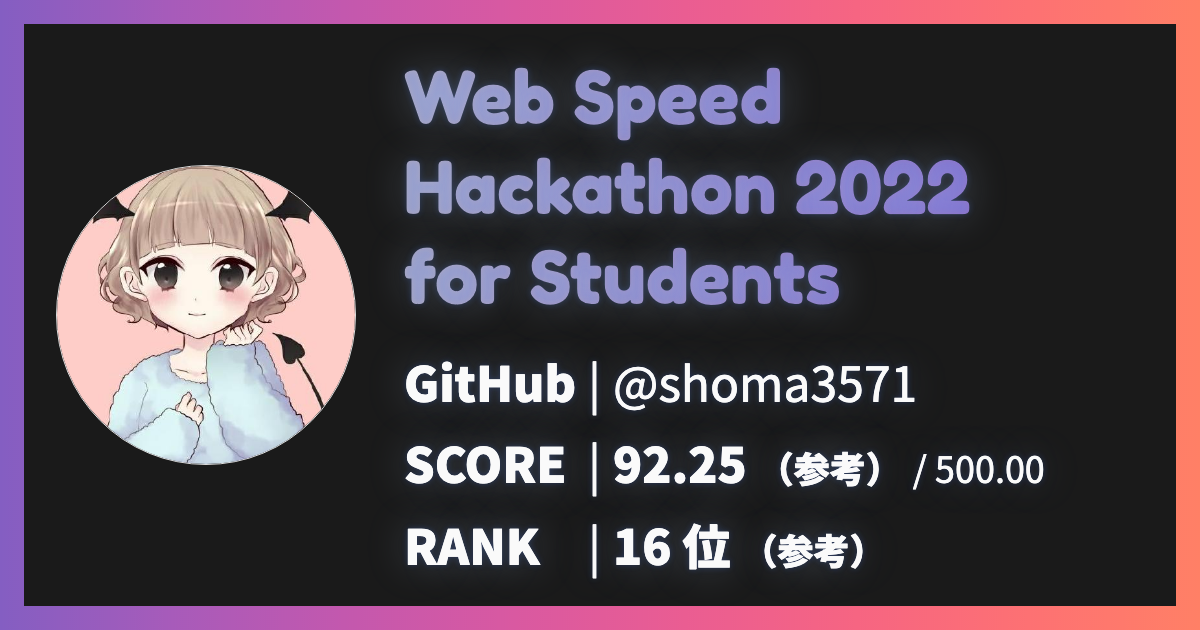 Web Speed
Hackathon 2022
for Students
GitHub | @shoma3571
SCORE | 92.25 （参考） / 500.00
RANK | 16 位 （参考）